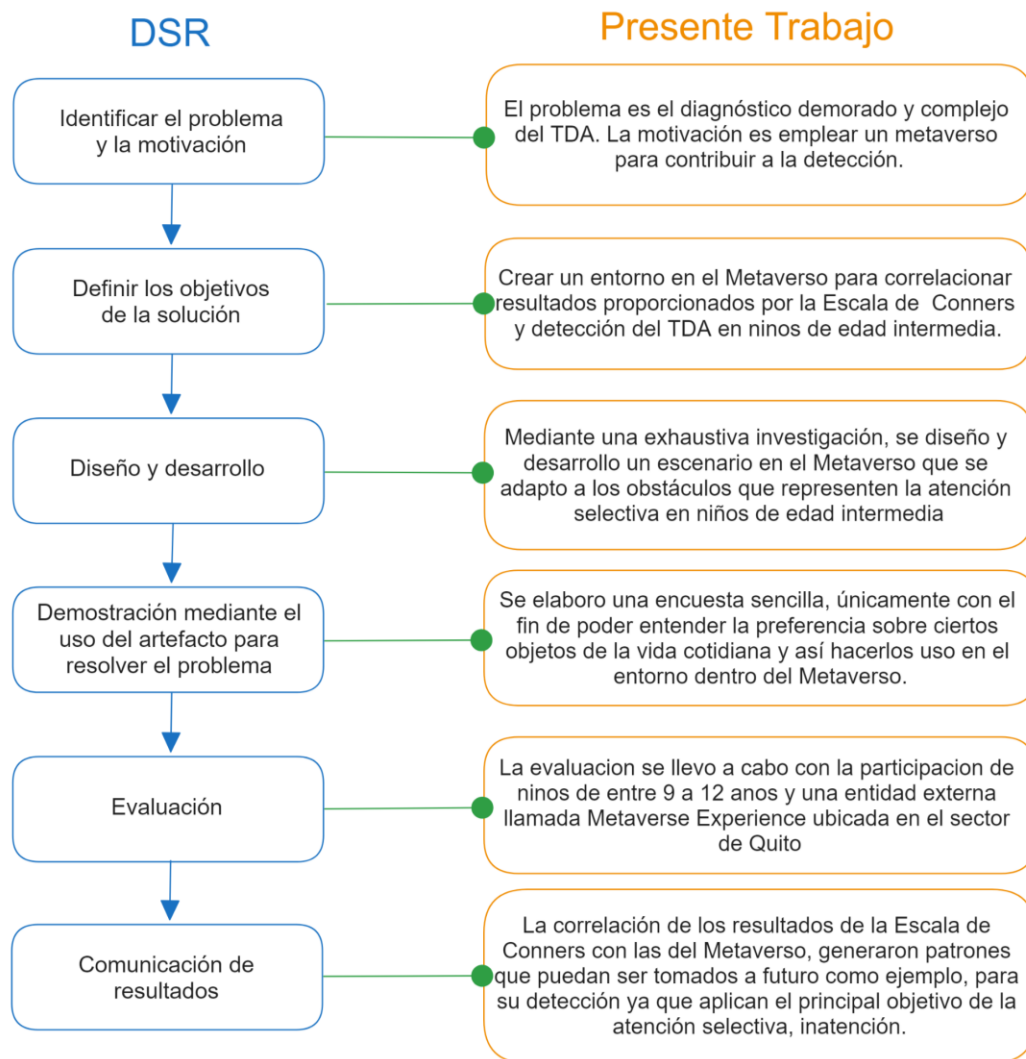 DSR
Presente Trabajo
Identificar el problema
y la motivación
El problema es el diagnóstico demorado y complejo
del TDA. La motivación es emplear un metaverso
para contribuir a la detección.
Definir los objetivos
de la solución
Crear un entorno en el Metaverso para correlacionar
resultados proporcionados por la Escala de Conners
y detección del TDA en ninos de edad intermedia.
Diseño y desarrollo
Mediante una exhaustiva investigación, se diseño y
desarrollo un escenario en el Metaverso que se
adapto a los obstáculos que representen la atención
selectiva en niños de edad intermedia
Demostración mediante el
uso del artefacto para
resolver el problema
Se elaboro una encuesta sencilla, únicamente con el
fin de poder entender la preferencia sobre ciertos
objetos de la vida cotidiana y así hacerlos uso en el
entorno dentro del Metaverso.
Evaluación
La evaluacion se llevo a cabo con la participacion de
ninos de entre 9 a 12 anos y una entidad externa
llamada Metaverse Experience ubicada en el sector
de Quito
Comunicación de
resultados
La correlación de los resultados de la Escala de
Conners con las del Metaverso, generaron patrones
que puedan ser tomados a futuro como ejemplo, para
su detección ya que aplican el principal objetivo de la
atención selectiva, inatención.